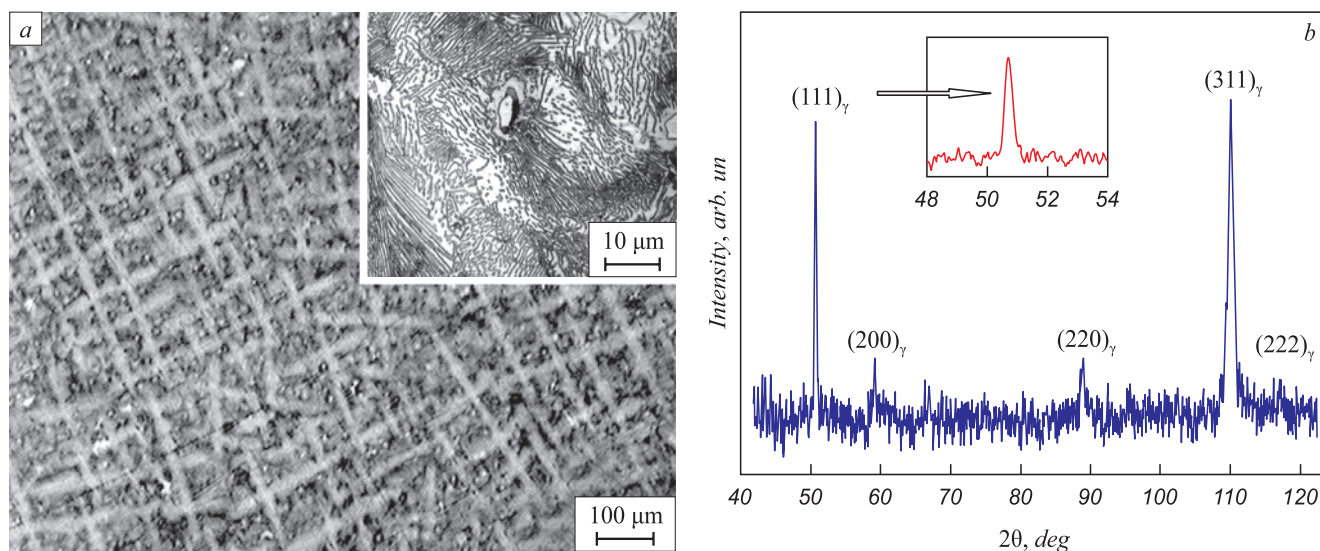 a
10 μm
100 μm
b
Intensity, arb. un
(111)γ
(200)γ
(220)γ
(311)γ
(222)γ
48 50 52 54
40 50 60 70 80 90 100 110 120
2θ, deg